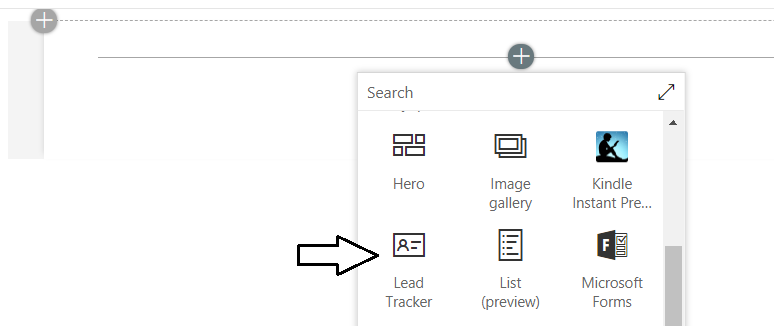 Search
Hero
Image
gallery
Kindle
Instant Pre...
Lead
Tracker
List
(preview)
F
Microsoft
Forms